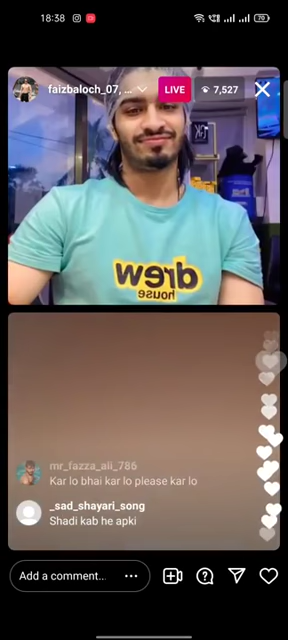 18:38
70
faizbaloch_07, ...
LIVE
7,527
drew
house
mr_fazza_ali_786
Kar lo bhai kar lo please kar lo
_sad_shayari_song
Shadi kab he apki
Add a comment...